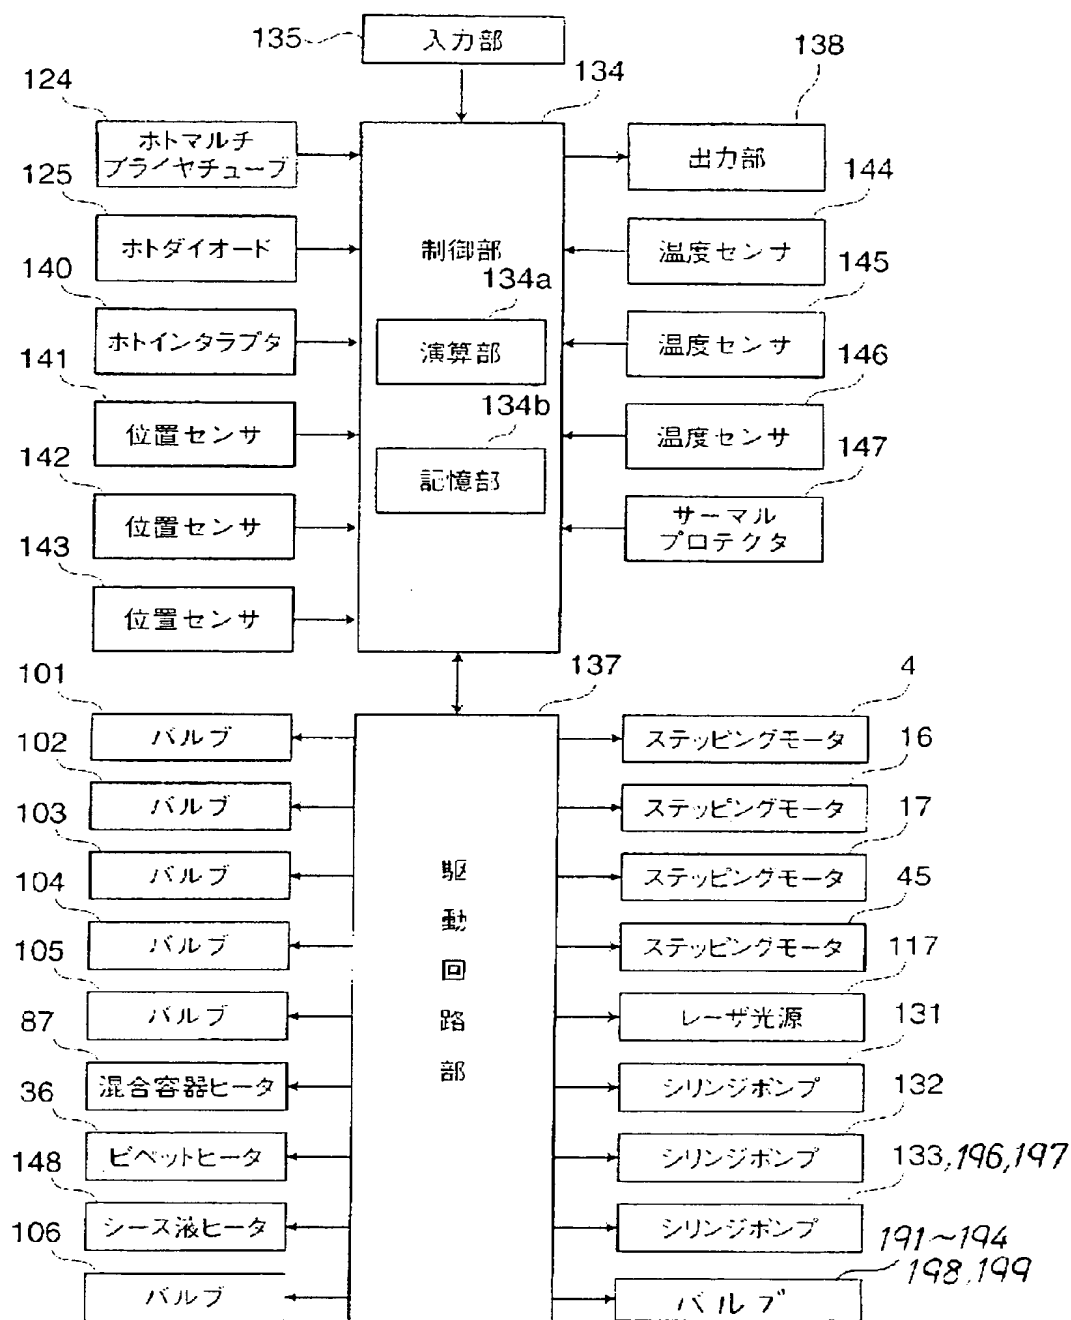 135
入力部
124
134
138
ホトマルチ
プライヤチューブ
出力部
125
144
ホトダイオード
制御部
温度センサ
140
134a
145
ホトインタラプタ
演算部
温度センサ
141
146
134b
位置センサ
温度センサ
142
147
記憶部
位置センサ
サーマル
プロテクタ
143
位置センサ
101
137
4
バルブ
ステッピングモータ
102
16
バルブ
ステッピングモータ
103
17
バルブ
駆動回路部
ステッピングモータ
104
45
バルブ
ステッピングモータ
105
117
バルブ
レーザ光源
87
131
混合容器ヒータ
シリンジポンプ
36
132
ピペットヒータ
シリンジポンプ
148
133,196,197
シース液ヒータ
シリンジポンプ
106
191~194
198,199
バルブ
バルブ